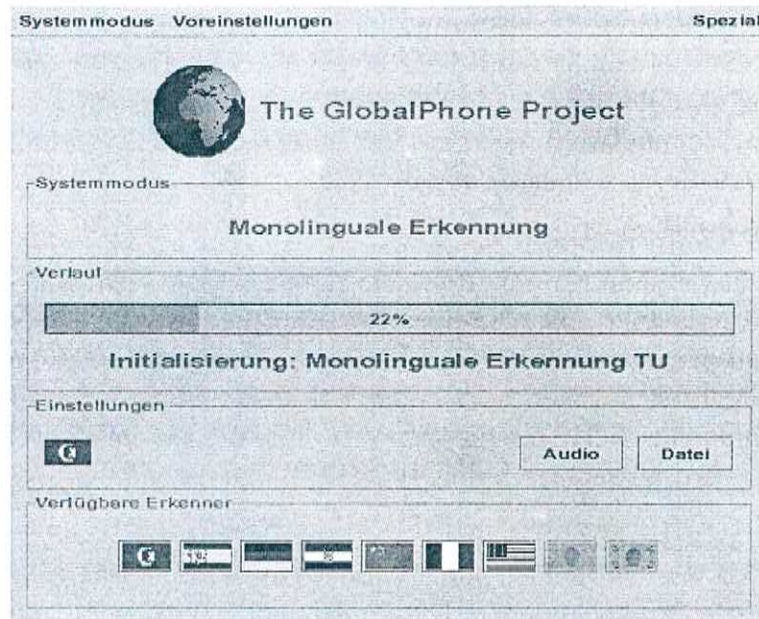 Systemmodus Voreinstellungen Spezial
The GlobalPhone Project
Systemmodus
Monolinguale Erkennung
Verlauf
22%
Initialisierung: Monolinguale Erkennung TU
Einstellungen
Audio Datei
Verfügbare Erkenner